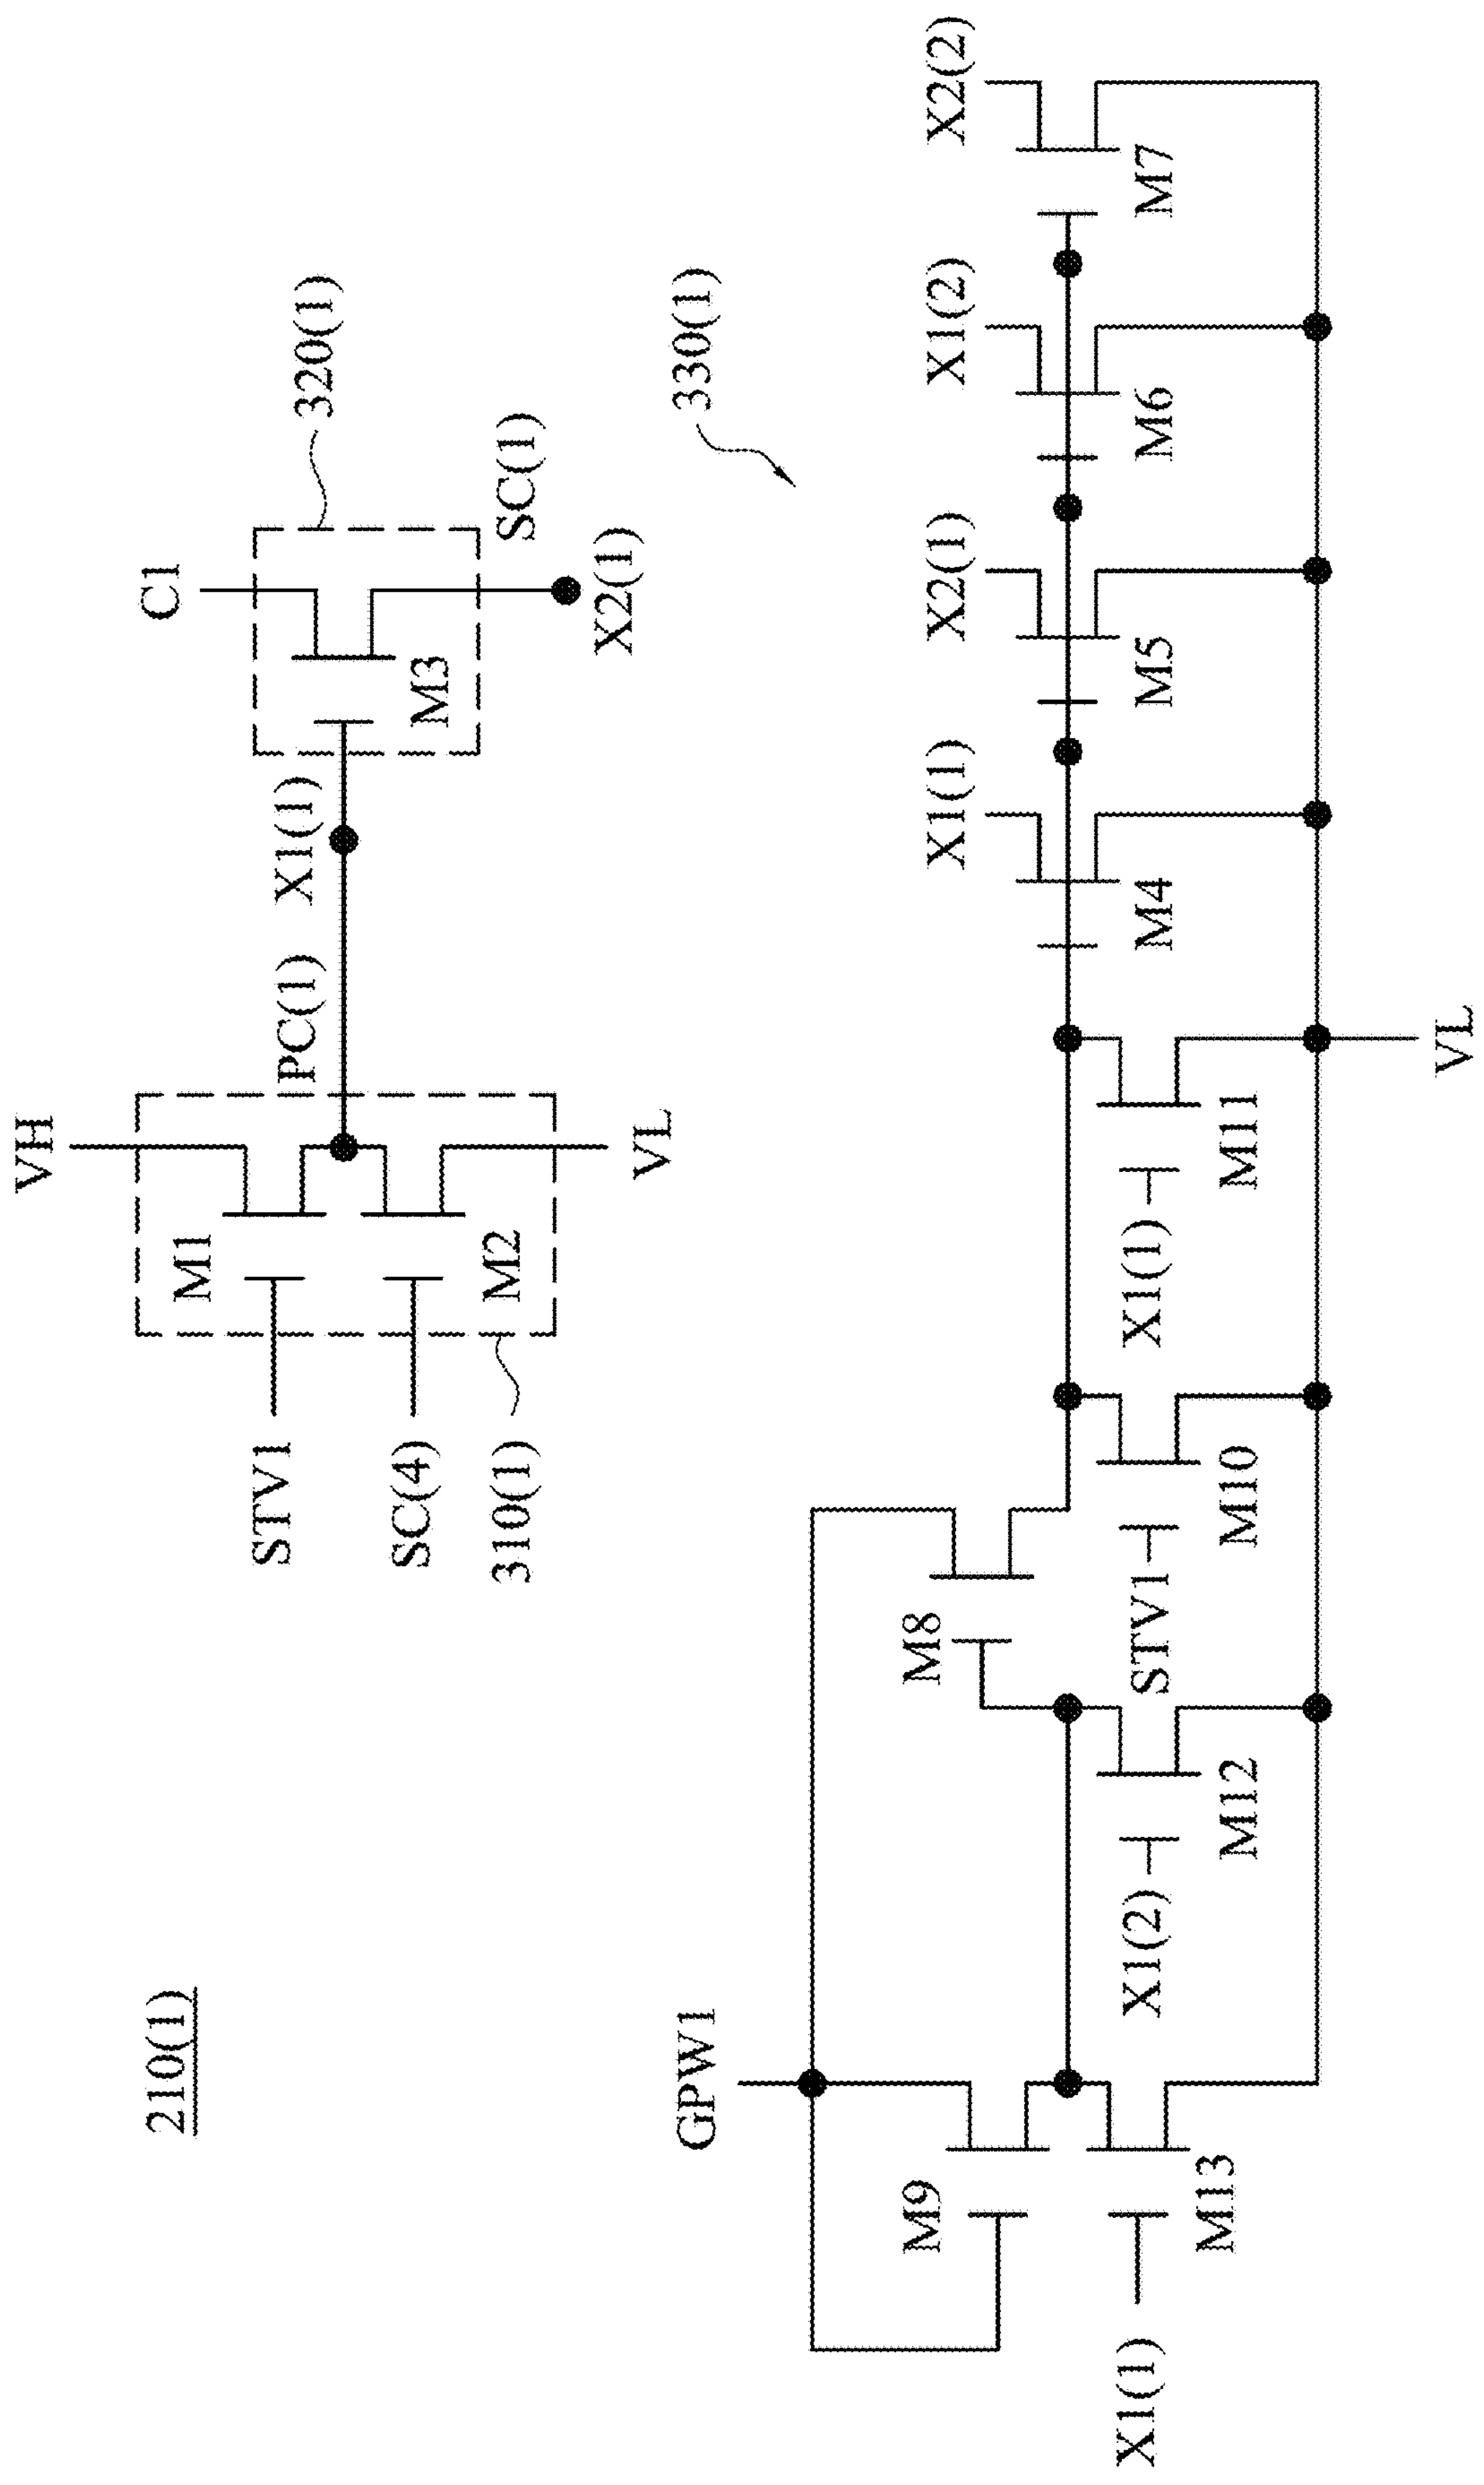 210(1)
VH
STV1
M1
SC(4)
M2
310(1)
VL
PC(1)
X1(1)
C1
M3
320(1)
SC(1)
X2(1)
330(1)
GPW1
M9
X1(1)
M13
M8
X1(2)
M12
STV1
M10
X1(1)
M11
VL
X1(1)
M4
X2(1)
M5
X1(2)
M6
X2(2)
M7